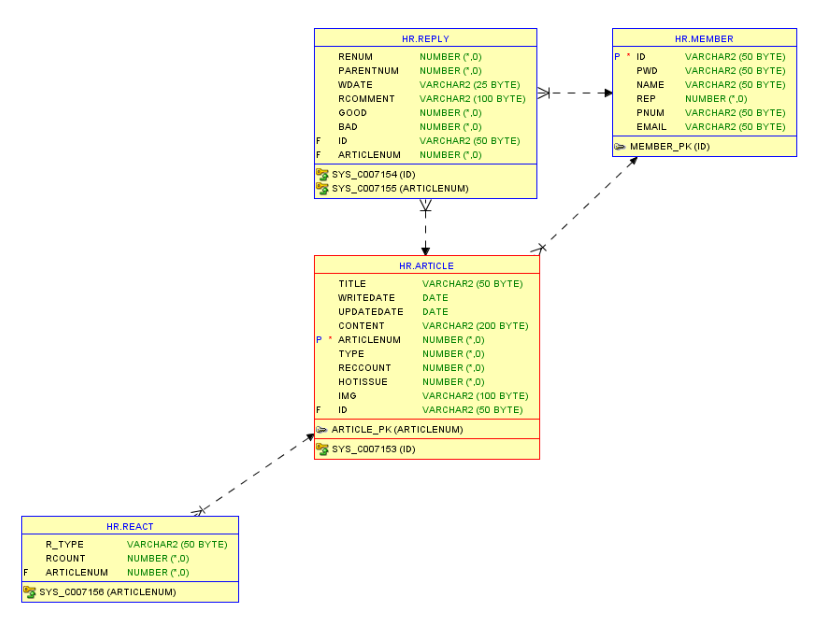 HR.REPLY
RENUM NUMBER (*,0)
PARENTNUM NUMBER (*,0)
WDATE VARCHAR2 (25 BYTE)
RCOMMENT VARCHAR2 (100 BYTE)
GOOD NUMBER (*,0)
BAD NUMBER (*,0)
F ID VARCHAR2 (50 BYTE)
F ARTICLENUM NUMBER (*,0)
SYS_C007154 (ID)
SYS_C007155 (ARTICLENUM)
HR.MEMBER
P * ID VARCHAR2 (50 BYTE)
PWD VARCHAR2 (50 BYTE)
NAME VARCHAR2 (50 BYTE)
REP NUMBER (*,0)
PNUM VARCHAR2 (50 BYTE)
EMAIL VARCHAR2 (50 BYTE)
MEMBER_PK (ID)
HR.ARTICLE
TITLE VARCHAR2 (50 BYTE)
WRITEDATE DATE
UPDATEDATE DATE
CONTENT VARCHAR2 (200 BYTE)
P * ARTICLENUM NUMBER (*,0)
TYPE NUMBER (*,0)
RECCOUNT NUMBER (*,0)
HOTISSUE NUMBER (*,0)
IMG VARCHAR2 (100 BYTE)
F ID VARCHAR2 (50 BYTE)
ARTICLE_PK (ARTICLENUM)
SYS_C007153 (ID)
HR.REACT
R_TYPE VARCHAR2 (50 BYTE)
RCOUNT NUMBER (*,0)
F ARTICLENUM NUMBER (*,0)
SYS_C007156 (ARTICLENUM)